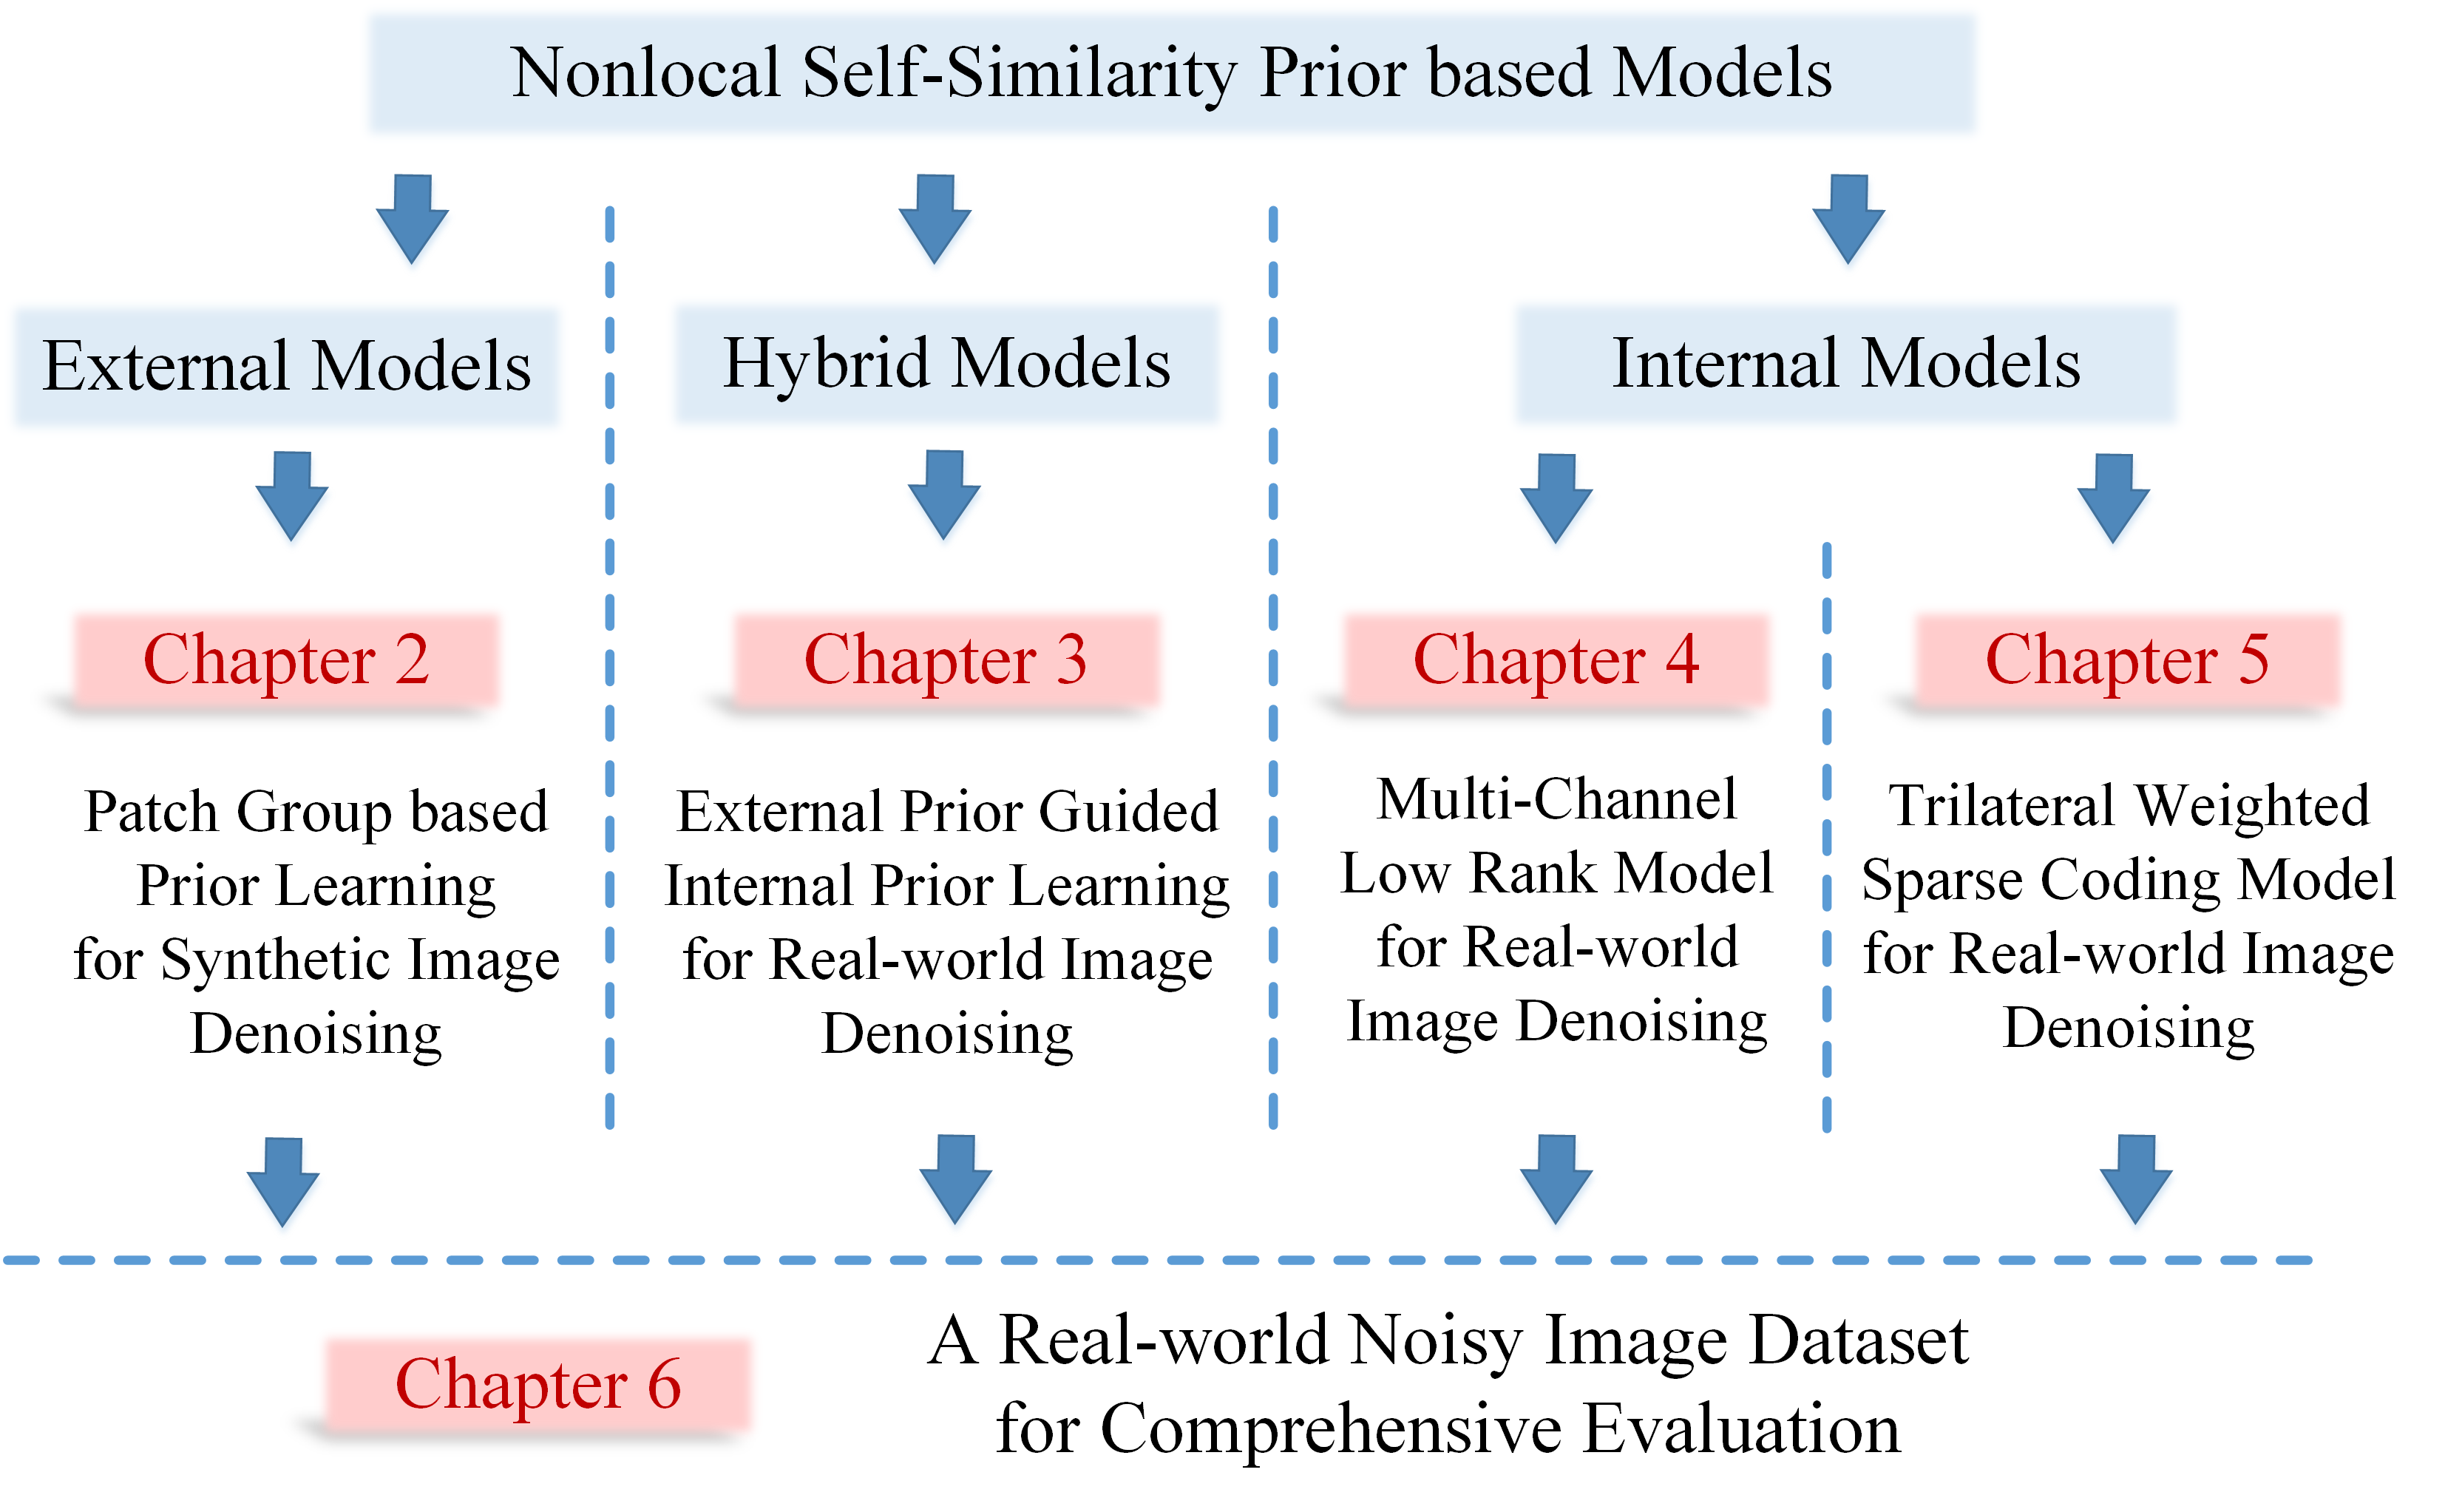 Nonlocal Self-Similarity Prior based Models
External Models
Hybrid Models
Internal Models
Chapter 2
Patch Group based
Prior Learning
for Synthetic Image
Denoising
Chapter 3
External Prior Guided
Internal Prior Learning
for Real-world Image
Denoising
Chapter 4
Multi-Channel
Low Rank Model
for Real-world
Image Denoising
Chapter 5
Trilateral Weighted
Sparse Coding Model
for Real-world Image
Denoising
Chapter 6
A Real-world Noisy Image Dataset
for Comprehensive Evaluation